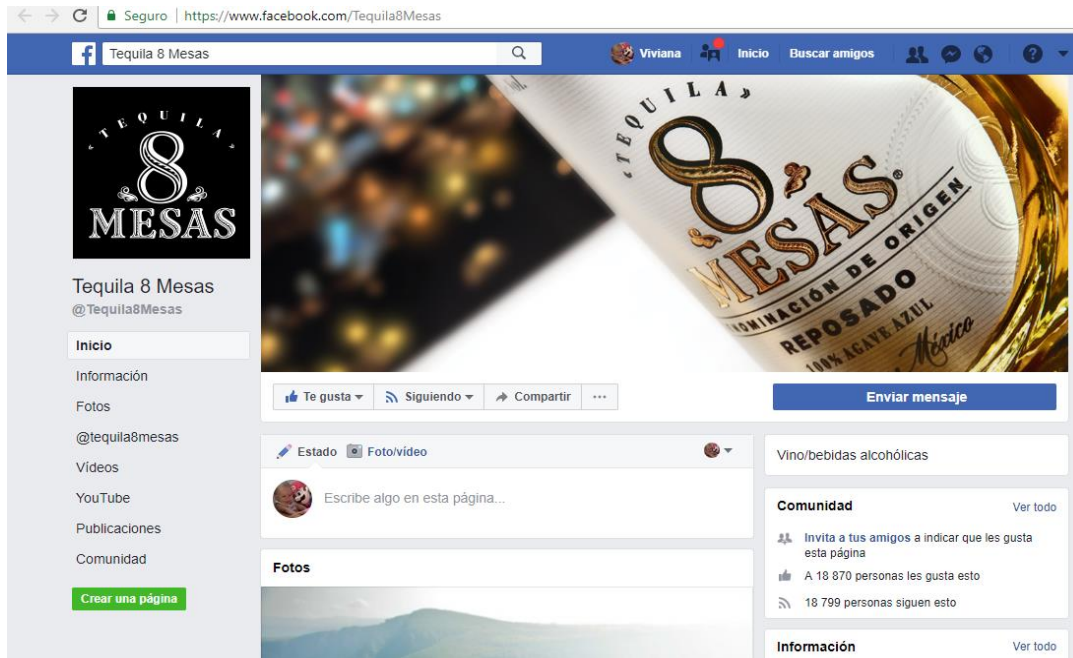 Seguro | https://www.facebook.com/Tequila8Mesas
Tequila 8 Mesas
Viviana
Inicio
Buscar amigos
« TEQUILA »
8
MESAS
Tequila 8 Mesas
@Tequila8Mesas
Inicio
Información
Fotos
@tequila8mesas
Vídeos
YouTube
Publicaciones
Comunidad
Crear una página
« TEQUILA »
8
MESAS®
DENOMINACIÓN DE ORIGEN
REPOSADO
100% AGAVE AZUL
México
Te gusta
Siguiendo
Compartir
...
Enviar mensaje
Estado
Foto/vídeo
Escribe algo en esta página...
Fotos
Vino/bebidas alcohólicas
Comunidad
Ver todo
Invita a tus amigos a indicar que les gusta
esta página
A 18 870 personas les gusta esto
18 799 personas siguen esto
Información
Ver todo